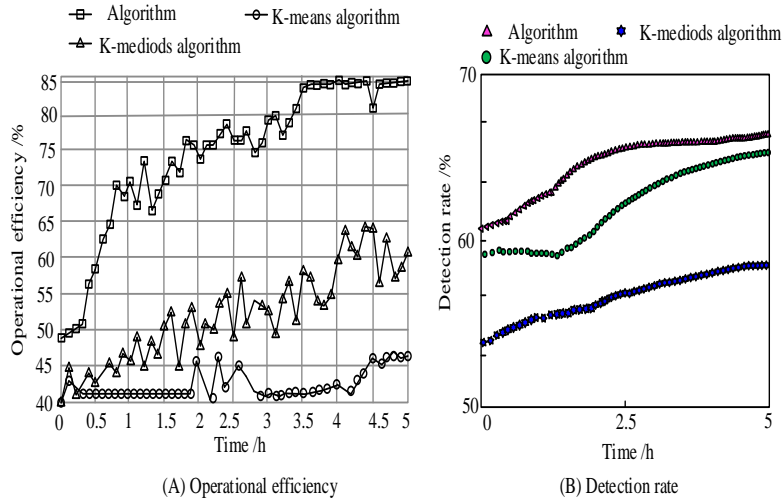 Algorithm
K-means algorithm
K-mediods algorithm
Operational efficiency /%
85
80
75
70
65
60
55
50
45
40
0 0.5 1 1.5 2 2.5 3 3.5 4 4.5 5
Time /h
(A) Operational efficiency
Algorithm
K-mediods algorithm
K-means algorithm
Detection rate /%
70
60
50
0 2.5 5
Time /h
(B) Detection rate